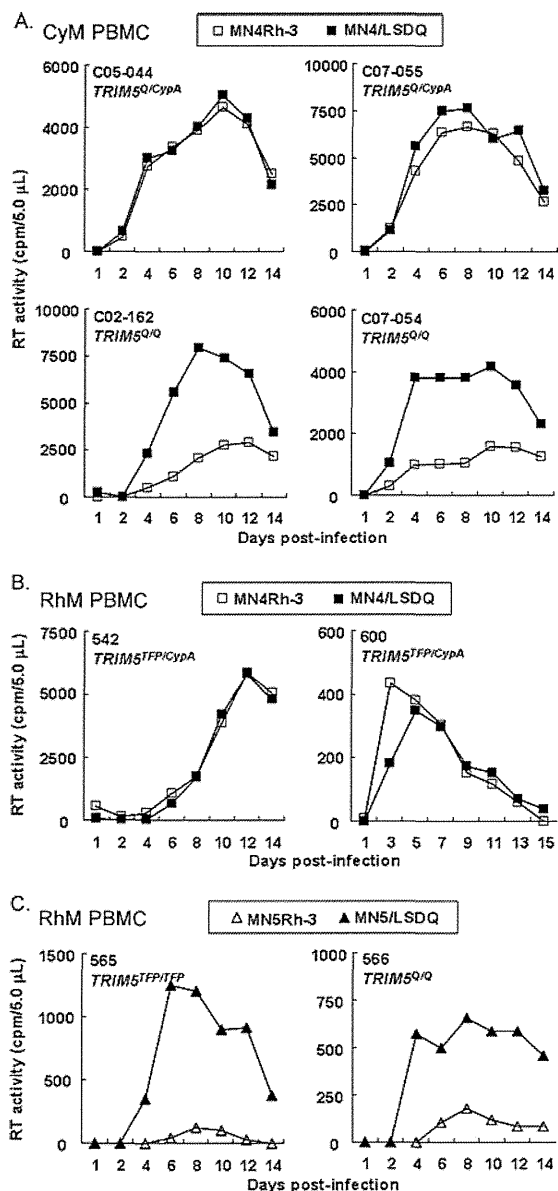 A. CyM PBMC
MN4Rh-3 MN4/LSDQ
C05-044
TRIM5Q/CypA
6000
4000
2000
0
1 2 4 6 8 10 12 14
C07-055
TRIM5Q/CypA
7500
5000
2500
0
1 2 4 6 8 10 12 14
RT activity (cpm/5.0 µL)
C02-162
TRIM5Q/Q
10000
7500
5000
2500
0
1 2 4 6 8 10 12 14
C07-054
TRIM5Q/Q
6000
4000
2000
0
1 2 4 6 8 10 12 14
Days post-infection
B. RhM PBMC
MN4Rh-3 MN4/LSDQ
RT activity (cpm/5.0 µL)
542
TRIM5TFP/CypA
7500
5000
2500
0
1 2 4 6 8 10 12 14
Days post-infection
600
TRIM5TFP/CypA
600
400
200
0
1 3 5 7 9 11 13 15
Days post-infection
C. RhM PBMC
MN5Rh-3 MN5/LSDQ
RT activity (cpm/5.0 µL)
565
TRIM5TFP/TFP
1500
1250
1000
750
500
250
0
1 2 4 6 8 10 12 14
566
TRIM5Q/Q
1000
750
500
250
0
1 2 4 6 8 10 12 14
Days post-infection